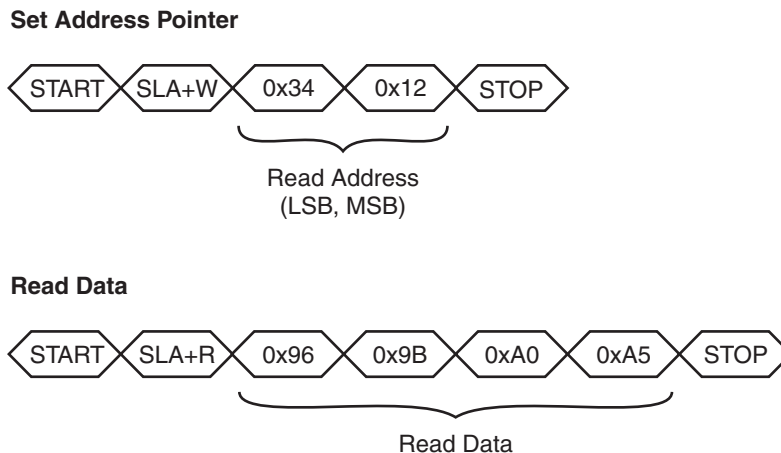 Set Address Pointer
START SLA+W 0x34 0x12 STOP
Read Address
(LSB, MSB)
Read Data
START SLA+R 0x96 0x9B 0xA0 0xA5 STOP
Read Data